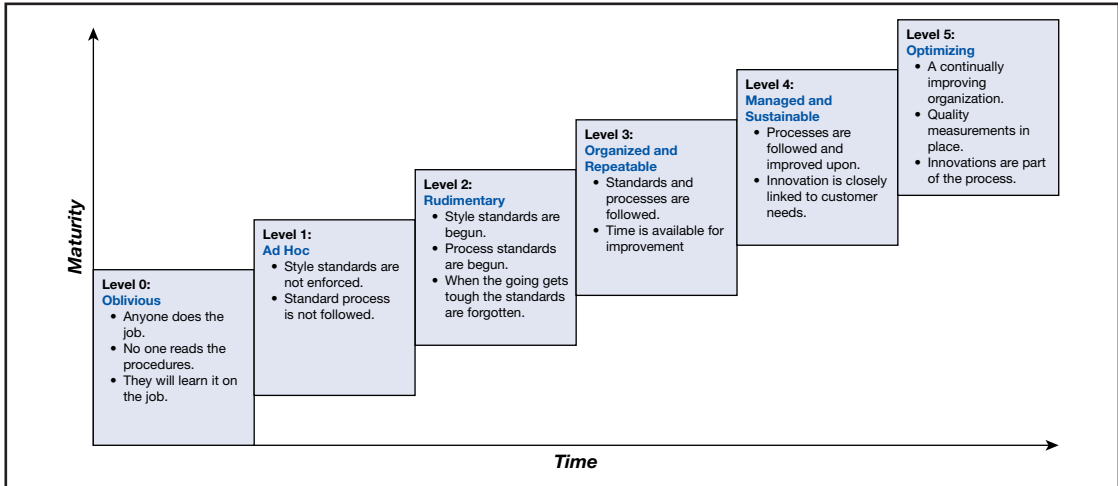 Maturity
Level 0:
Oblivious
• Anyone does the
job.
• No one reads the
procedures.
• They will learn it on
the job.
Level 1:
Ad Hoc
• Style standards are
not enforced.
• Standard process
is not followed.
Level 2:
Rudimentary
• Style standards are
begun.
• Process standards
are begun.
• When the going gets
tough the standards
are forgotten.
Level 3:
Organized and
Repeatable
• Standards and
processes are
followed.
• Time is available for
improvement
Level 4:
Managed and
Sustainable
• Processes are
followed and
improved upon.
• Innovation is closely
linked to customer
needs.
Level 5:
Optimizing
• A continually
improving
organization.
• Quality
measurements in
place.
• Innovations are part
of the process.
Time